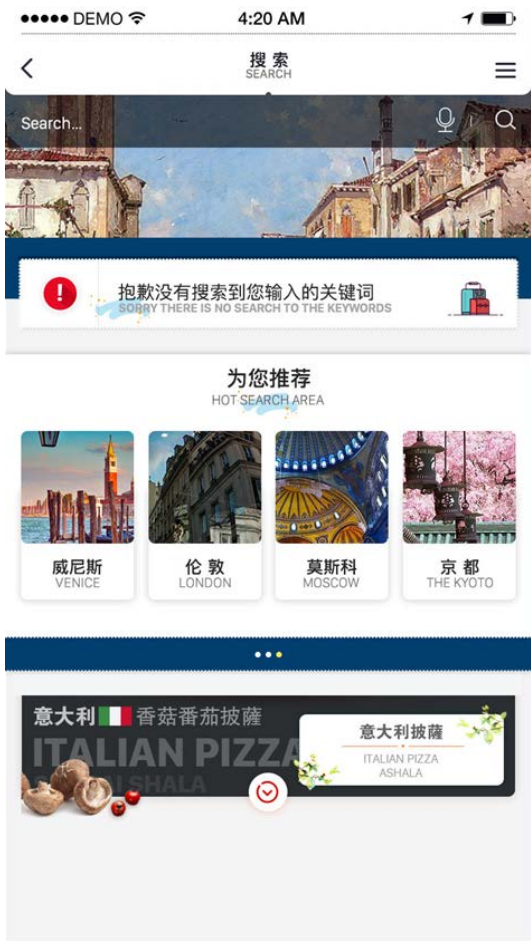 DEMO 4:20 AM
搜索
SEARCH
Search...
抱歉没有搜索到您输入的关键词
SORRY THERE IS NO SEARCH TO THE KEYWORDS
为您推荐
HOT SEARCH AREA
威尼斯
VENICE
伦敦
LONDON
莫斯科
MOSCOW
京都
THE KYOTO
意大利 香菇番茄披薩
ITALIAN PIZZA
SHALA
意大利披薩
ITALIAN PIZZA
ASHALA